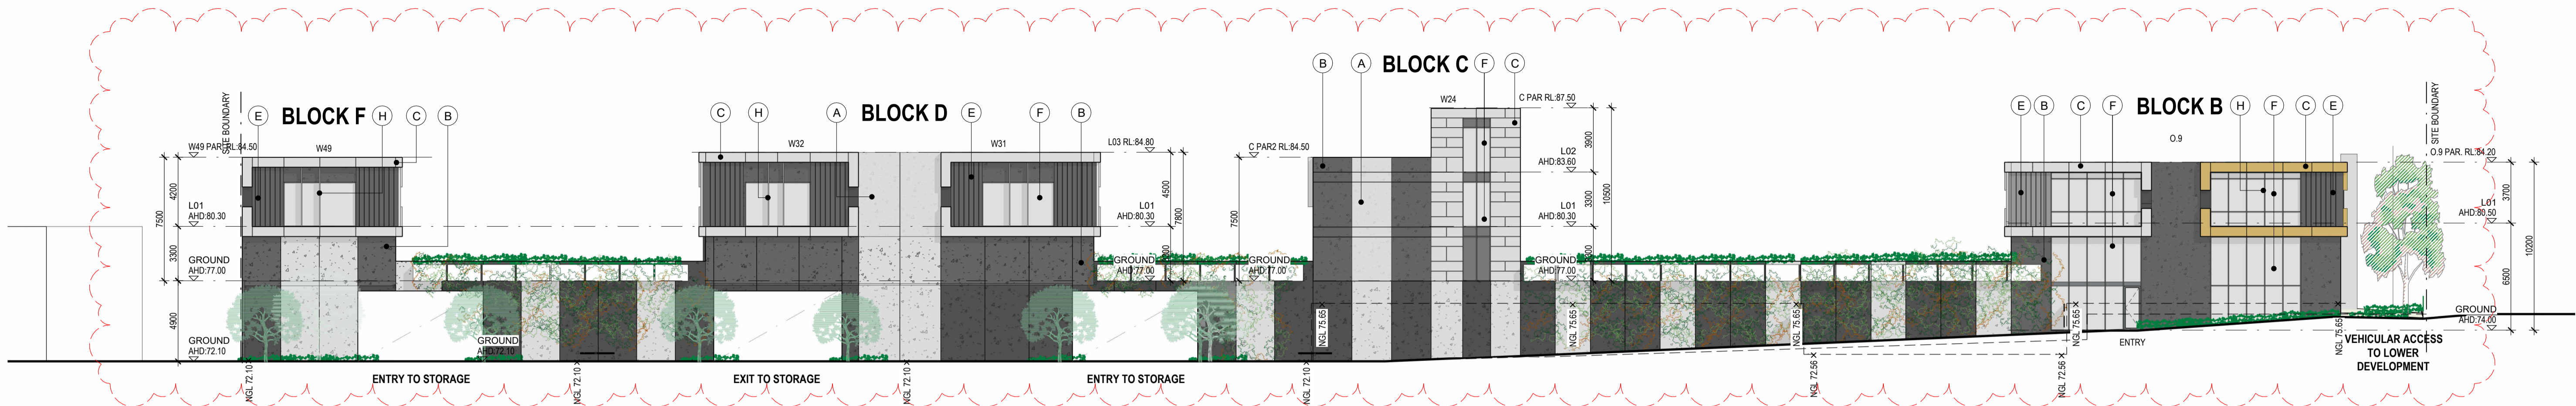 SITE BOUNDARY
E
BLOCK F
H
C
B
W49 PAR. RL:84.50
W49
4200
7500
L01
AHD:80.30
3300
GROUND
AHD:77.00
4900
GROUND
AHD:72.10
NGL 72.10
ENTRY TO STORAGE
GROUND
AHD:72.10
NGL 72.10
C
H
A
BLOCK D
E
F
B
W32
W31
L03 RL:84.80
4500
7800
L01
AHD:80.30
GROUND
AHD:77.00
EXIT TO STORAGE
NGL 72.10
ENTRY TO STORAGE
B
A
BLOCK C
F
C
W24
C PAR RL:87.50
C PAR2 RL:84.50
7500
3900
L02
AHD:83.60
3300
10500
L01
AHD:80.30
GROUND
AHD:77.00
GROUND
AHD:77.00
NGL 75.65
NGL 72.10
NGL 75.65
NGL 75.65
NGL 72.56
NGL 72.56
NGL 75.65
E
B
C
F
BLOCK B
H
F
C
E
O.9
SITE BOUNDARY
O.9 PAR. RL:84.20
3700
L01
AHD:80.50
10200
6500
GROUND
AHD:74.00
ENTRY
NGL 75.65
VEHICULAR ACCESS
TO LOWER
DEVELOPMENT